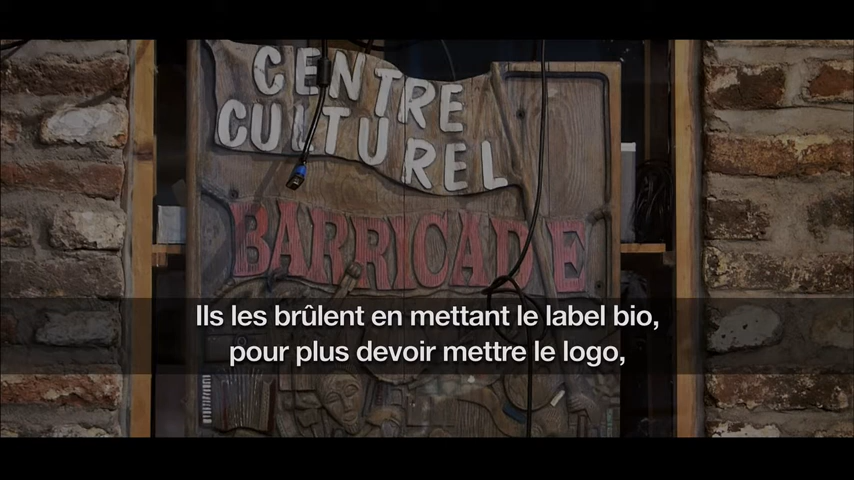 CENTRE
CULTUREL
BARRICADE
Ils les brûlent en mettant le label bio,
pour plus devoir mettre le logo,